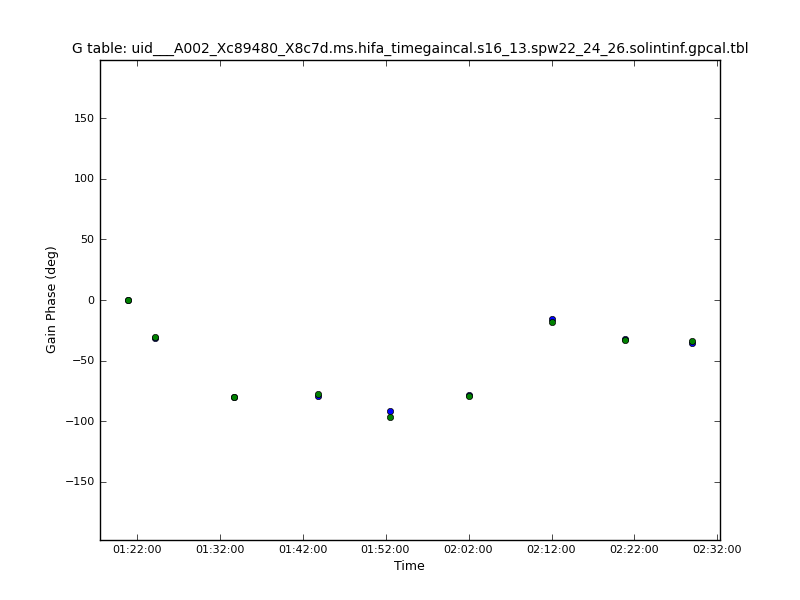 G table: uid___A002_Xc89480_X8c7d.ms.hifa_timegaincal.s16_13.spw22_24_26.solintinf.gpcal.tbl
150
100
50
0
−50
−100
−150
Gain Phase (deg)
01:22:00 01:32:00 01:42:00 01:52:00 02:02:00 02:12:00 02:22:00 02:32:00
Time